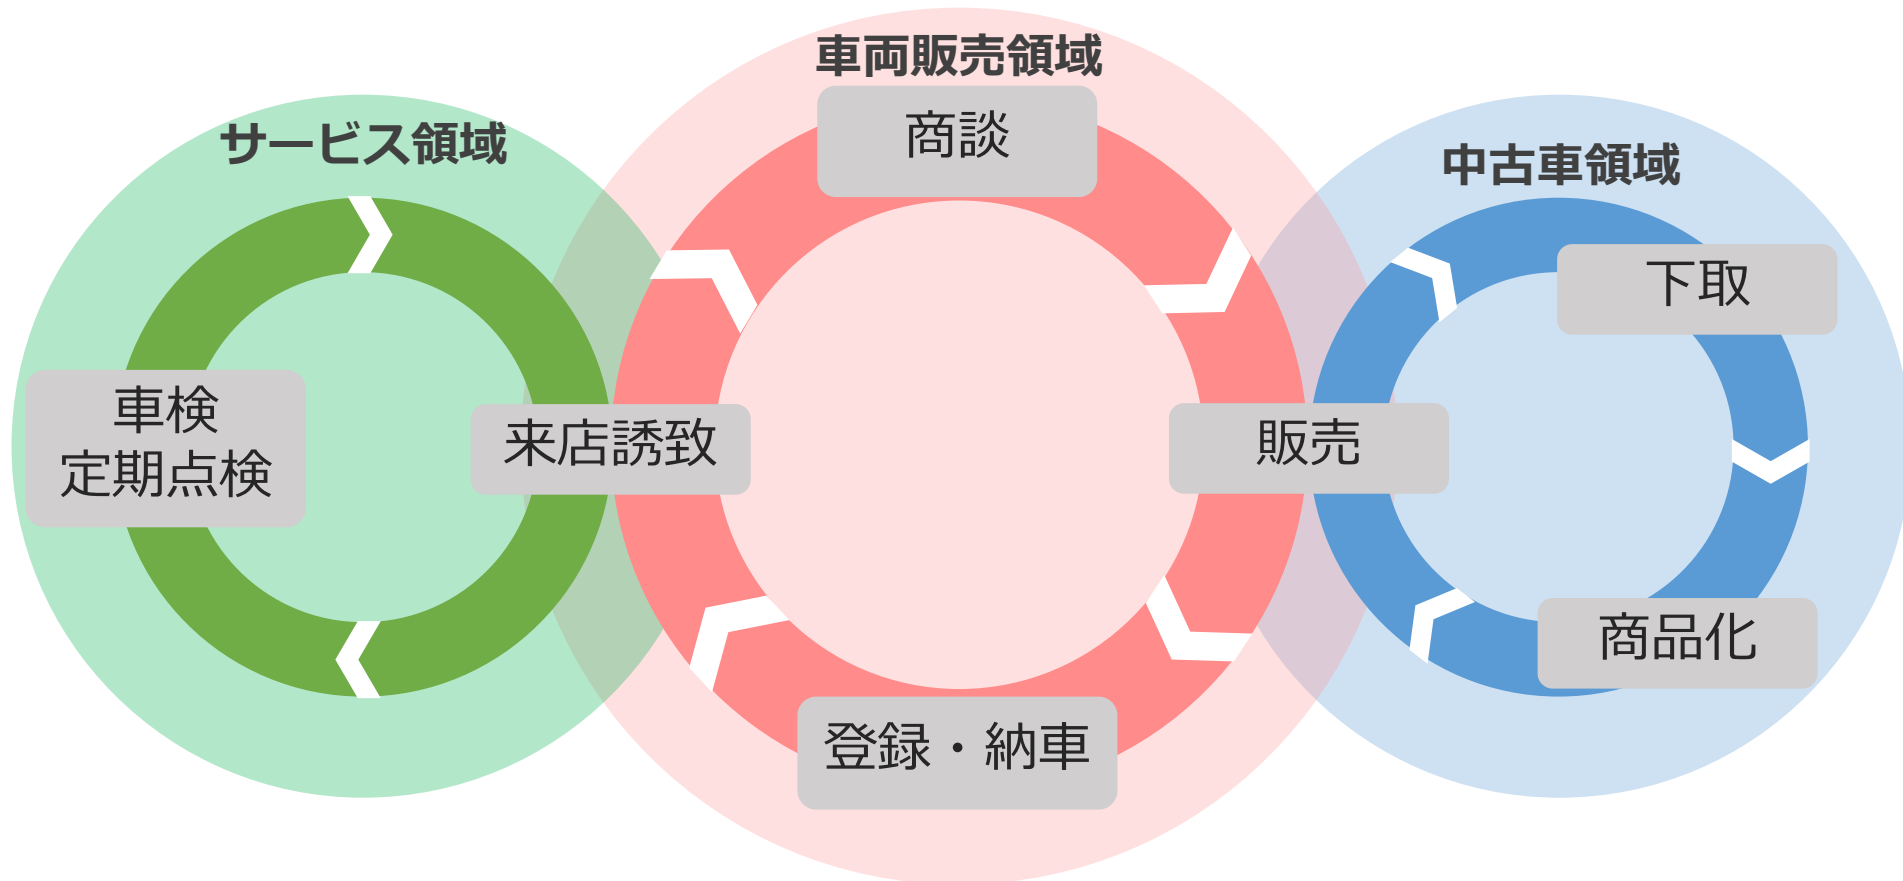 車両販売領域
商談
サービス領域
中古車領域
下取
車検
定期点検
来店誘致
販売
商品化
登録・納車